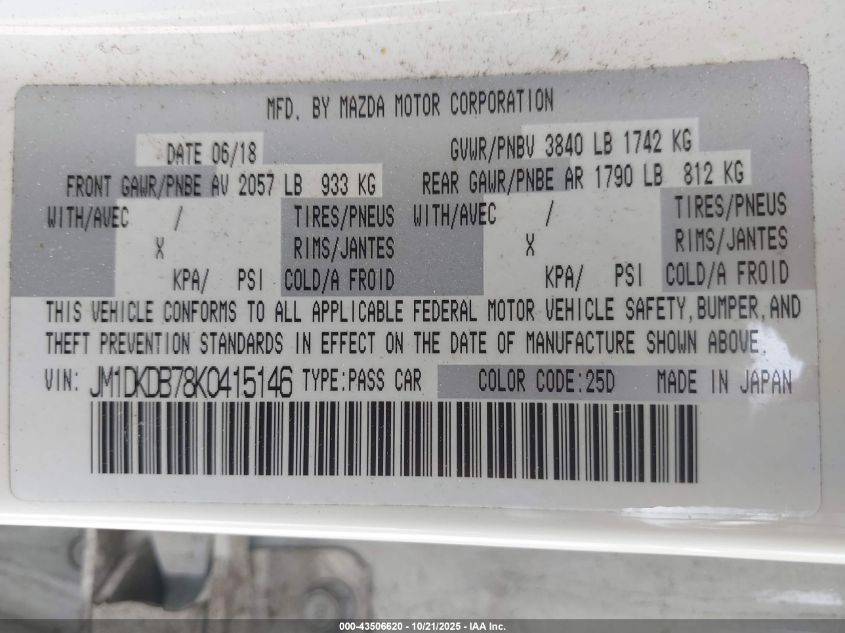 MFD. BY MAZDA MOTOR CORPORATION
DATE 06/18 GVWR/PNBV 3840 LB 1742 KG
FRONT GAWR/PNBE AV 2057 LB 933 KG REAR GAWR/PNBE AR 1790 LB 812 KG
WITH/AVEC / TIRES/PNEUS WITH/AVEC / TIRES/PNEUS
X RIMS/JANTES X RIMS/JANTES
KPA/ PSI COLD/A FROID KPA/ PSI COLD/A FROID
THIS VEHICLE CONFORMS TO ALL APPLICABLE FEDERAL MOTOR VEHICLE SAFETY, BUMPER, AND
THEFT PREVENTION STANDARDS IN EFFECT ON THE DATE OF MANUFACTURE SHOWN ABOVE.
VIN: JM1DKDB78K0415146 TYPE: PASS CAR COLOR CODE: 25D MADE IN JAPAN
000-43506620 - 10/21/2025 - IAA Inc.